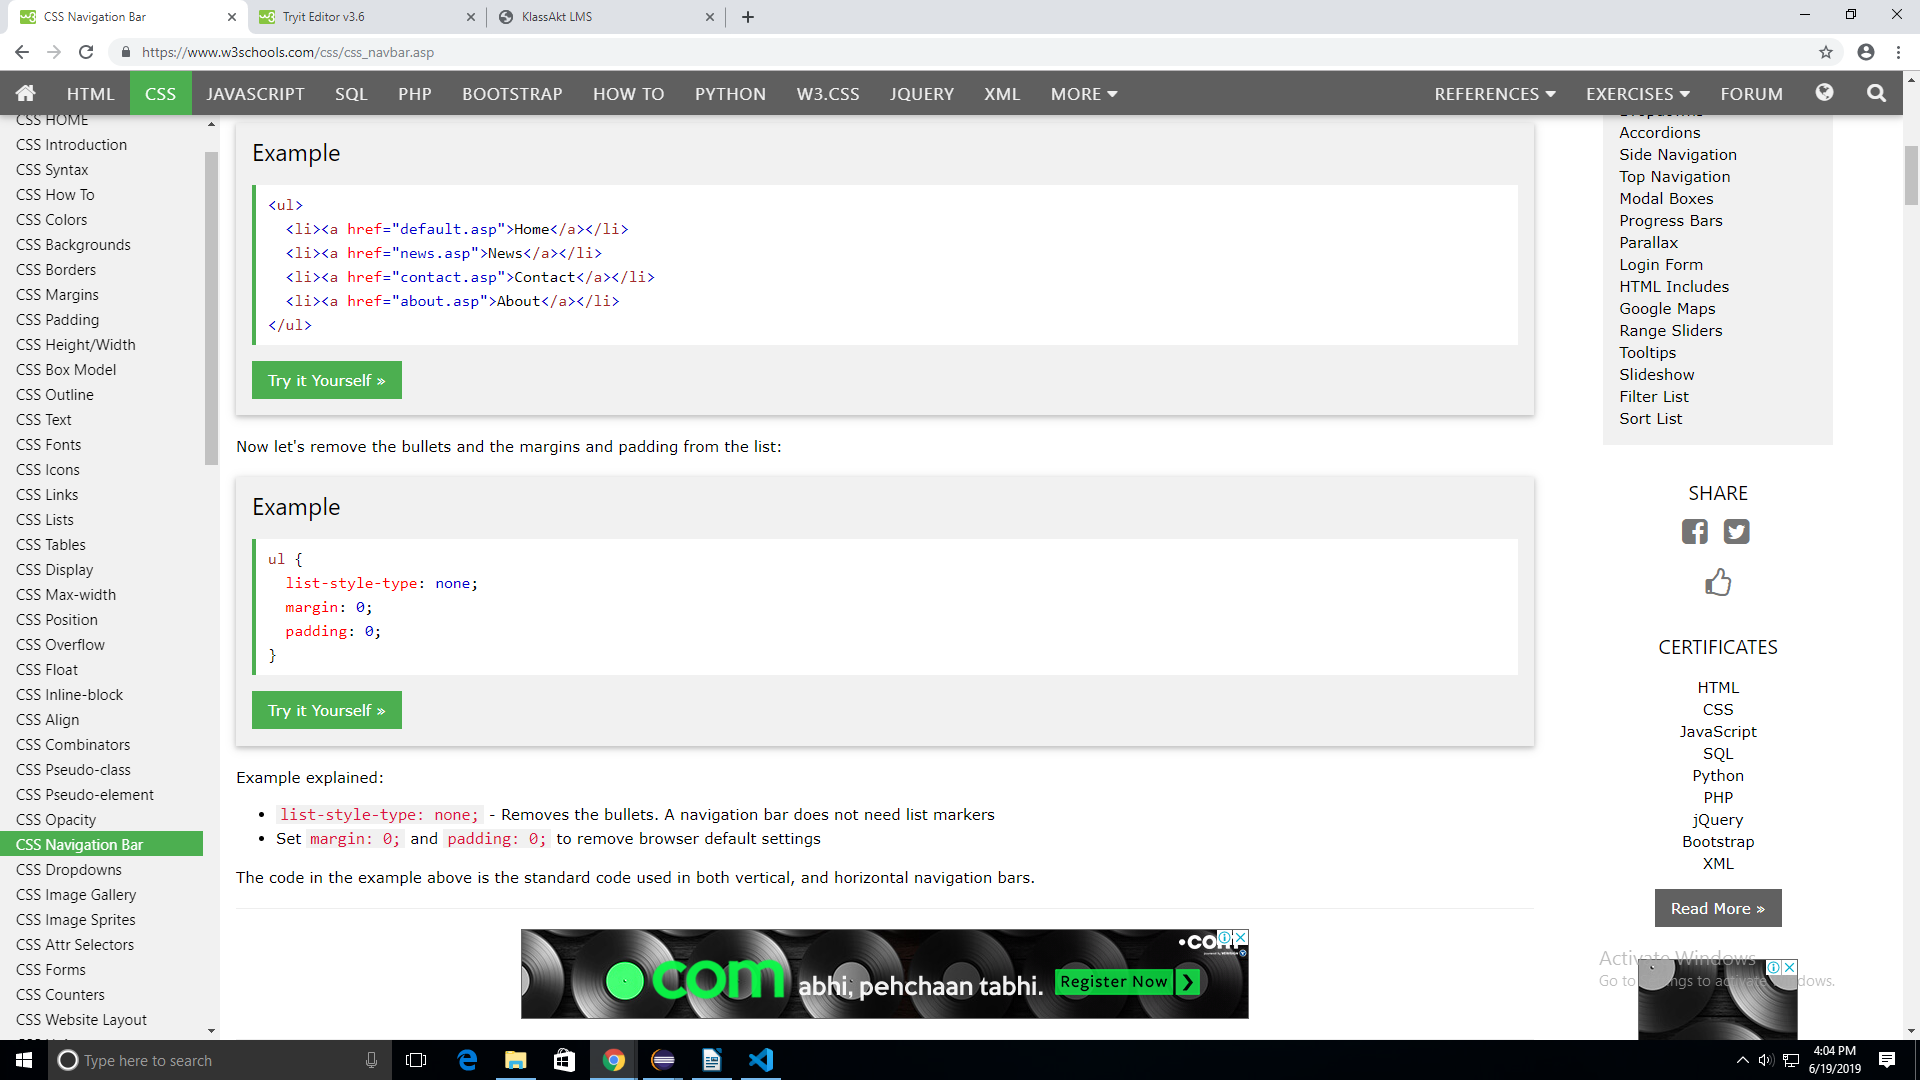 CSS Navigation Bar
Tryit Editor v3.6
KlassAkt LMS
https://www.w3schools.com/css/css_navbar.asp
HTML CSS JAVASCRIPT SQL PHP BOOTSTRAP HOW TO PYTHON W3.CSS JQUERY XML MORE REFERENCES EXERCISES FORUM
CSS HOME
CSS Introduction
CSS Syntax
CSS How To
CSS Colors
CSS Backgrounds
CSS Borders
CSS Margins
CSS Padding
CSS Height/Width
CSS Box Model
CSS Outline
CSS Text
CSS Fonts
CSS Icons
CSS Links
CSS Lists
CSS Tables
CSS Display
CSS Max-width
CSS Position
CSS Overflow
CSS Float
CSS Inline-block
CSS Align
CSS Combinators
CSS Pseudo-class
CSS Pseudo-element
CSS Opacity
CSS Navigation Bar
CSS Dropdowns
CSS Image Gallery
CSS Image Sprites
CSS Attr Selectors
CSS Forms
CSS Counters
CSS Website Layout
Example
<ul>
  <li><a href="default.asp">Home</a></li>
  <li><a href="news.asp">News</a></li>
  <li><a href="contact.asp">Contact</a></li>
  <li><a href="about.asp">About</a></li>
</ul>
Try it Yourself »
Now let's remove the bullets and the margins and padding from the list:
Example
ul {
  list-style-type: none;
  margin: 0;
  padding: 0;
}
Try it Yourself »
Example explained:
• list-style-type: none; - Removes the bullets. A navigation bar does not need list markers
• Set margin: 0; and padding: 0; to remove browser default settings
The code in the example above is the standard code used in both vertical, and horizontal navigation bars.
com abhi, pehchaan tabhi. Register Now
•com
Dropdowns
Accordions
Side Navigation
Top Navigation
Modal Boxes
Progress Bars
Parallax
Login Form
HTML Includes
Google Maps
Range Sliders
Tooltips
Slideshow
Filter List
Sort List
SHARE
CERTIFICATES
HTML
CSS
JavaScript
SQL
Python
PHP
jQuery
Bootstrap
XML
Read More »
Activate Windows
Go to Settings to activate Windows.
Type here to search
4:04 PM
6/19/2019